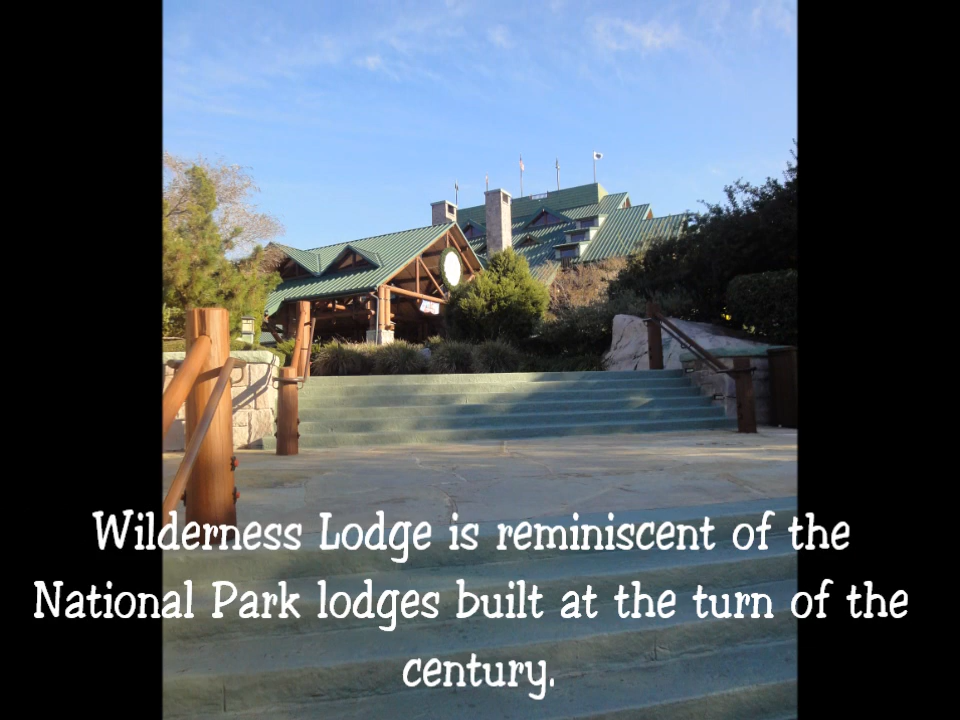 Wilderness Lodge is reminiscent of the
National Park lodges built at the turn of the
century.